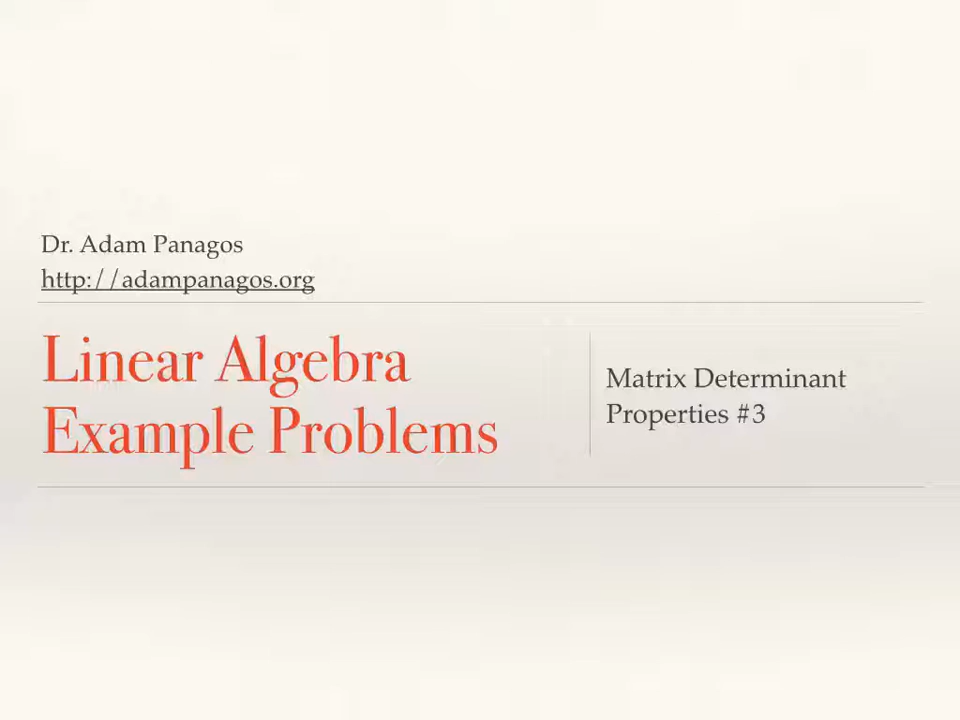 Dr. Adam Panagos
http://adampanagos.org
Linear Algebra
Example Problems
Matrix Determinant
Properties #3